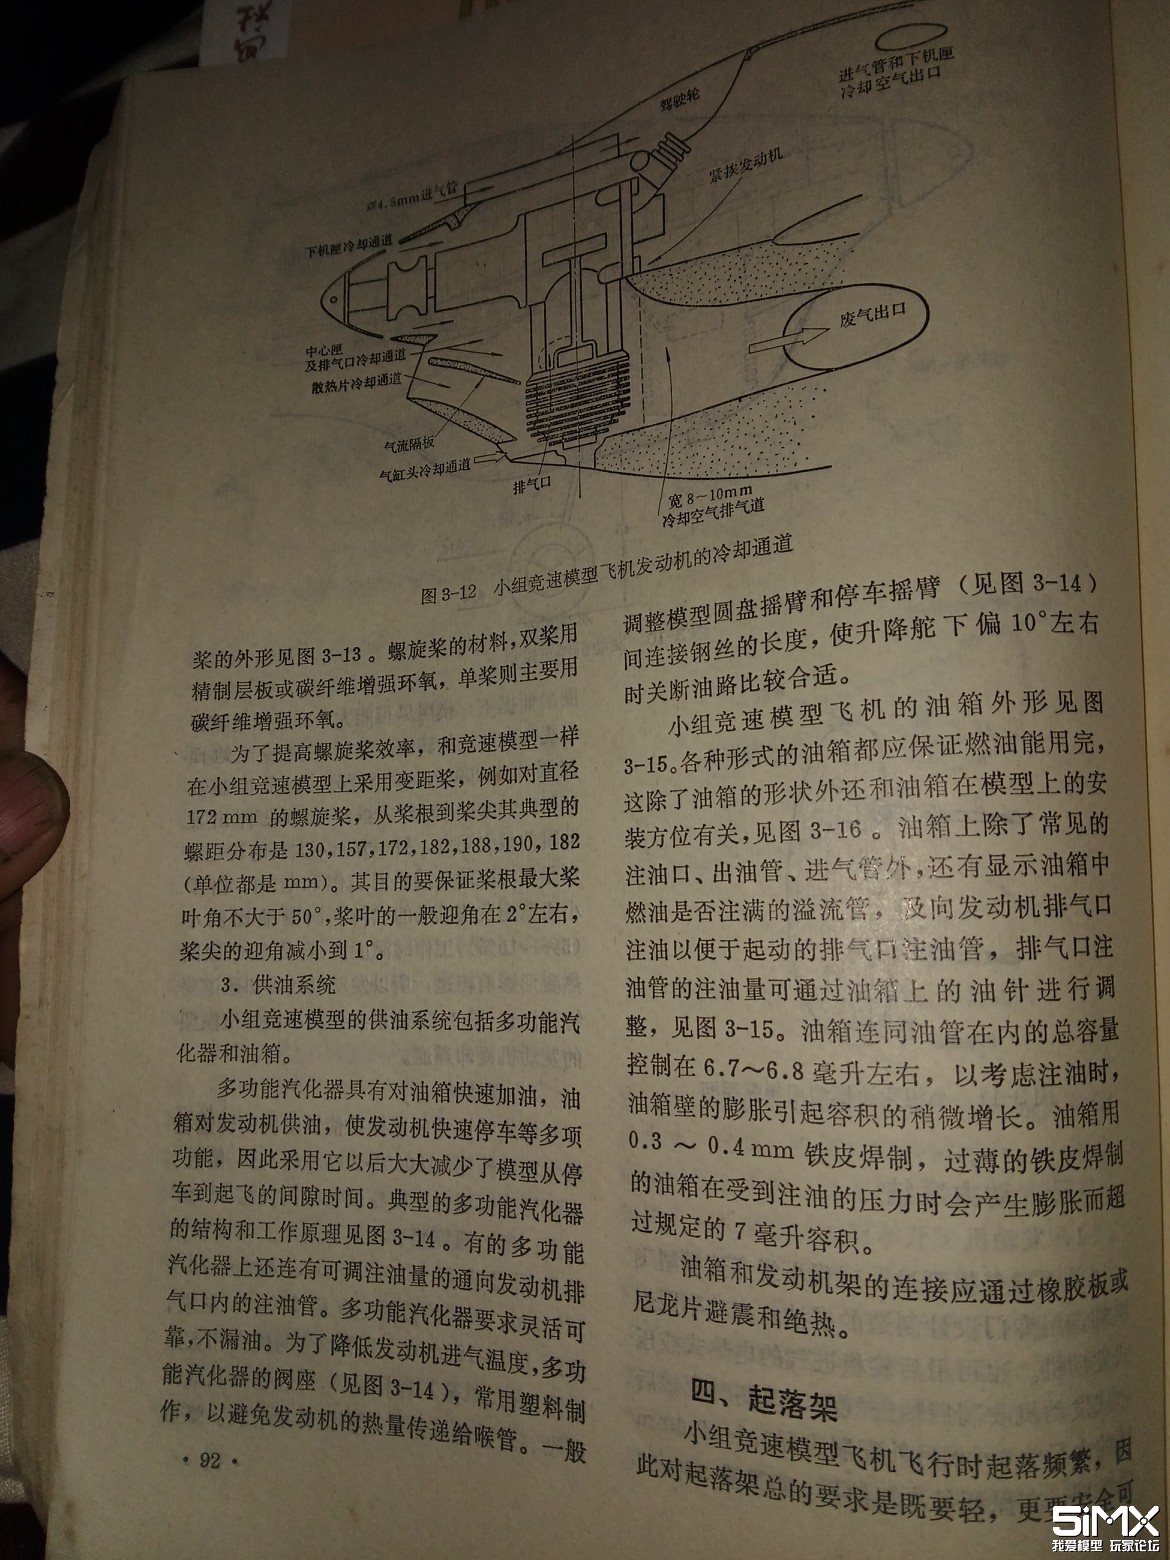 进气管和下机匣
冷却空气出口
驾驶轮
紧挨发动机
4.5mm进气管
下机匣冷却通道
废气出口
中心匣
及排气口冷却通道
散热片冷却通道
气流隔板
气缸头冷却通道
排气口
宽8~10mm
冷却空气排气道
图3-12 小组竞速模型飞机发动机的冷却通道
桨的外形见图3-13。螺旋桨的材料,双桨用
精制层板或碳纤维增强环氧，单桨则主要用
碳纤维增强环氧。
为了提高螺旋桨效率，和竞速模型一样
在小组竞速模型上采用变距桨，例如对直径
172mm 的螺旋桨，从桨根到桨尖其典型的
螺距分布是130,157,172,182,188,190,182
(单位都是mm)。其目的要保证桨根最大桨
叶角不大于50°,桨叶的一般迎角在2°左右,
桨尖的迎角减小到1°。
3. 供油系统
小组竞速模型的供油系统包括多功能汽
化器和油箱。
多功能汽化器具有对油箱快速加油，油
箱对发动机供油，使发动机快速停车等多项
功能，因此采用它以后大大减少了模型从停
车到起飞的间隙时间。典型的多功能汽化器
的结构和工作原理见图3-14。有的多功能
汽化器上还连有可调注油量的通向发动机排
气口内的注油管。多功能汽化器要求灵活可
靠,不漏油。为了降低发动机进气温度,多功
能汽化器的阀座（见图3-14），常用塑料制
作，以避免发动机的热量传递给喉管。一般
·92·
调整模型圆盘摇臂和停车摇臂（见图3-14）
间连接钢丝的长度，使升降舵下偏10°左右
时关断油路比较合适。
小组竞速模型飞机的油箱外形见图
3-15。各种形式的油箱都应保证燃油能用完,
这除了油箱的形状外还和油箱在模型上的安
装方位有关,见图3-16。油箱上除了常见的
注油口、出油管、进气管外,还有显示油箱中
燃油是否注满的溢流管，及向发动机排气口
注油以便于起动的排气口注油管，排气口注
油管的注油量可通过油箱上的油针进行调
整，见图3-15。油箱连同油管在内的总容量
控制在6.7~6.8毫升左右，以考虑注油时,
油箱壁的膨胀引起容积的稍微增长。油箱用
0.3~0.4mm铁皮焊制，过薄的铁皮焊制
的油箱在受到注油的压力时会产生膨胀而超
过规定的7毫升容积。
油箱和发动机架的连接应通过橡胶板或
尼龙片避震和绝热。
四、起落架
小组竞速模型飞机飞行时起落频繁，因
此对起落架总的要求是既要轻，更要安全可
5iMX
我爱模型 玩家论坛